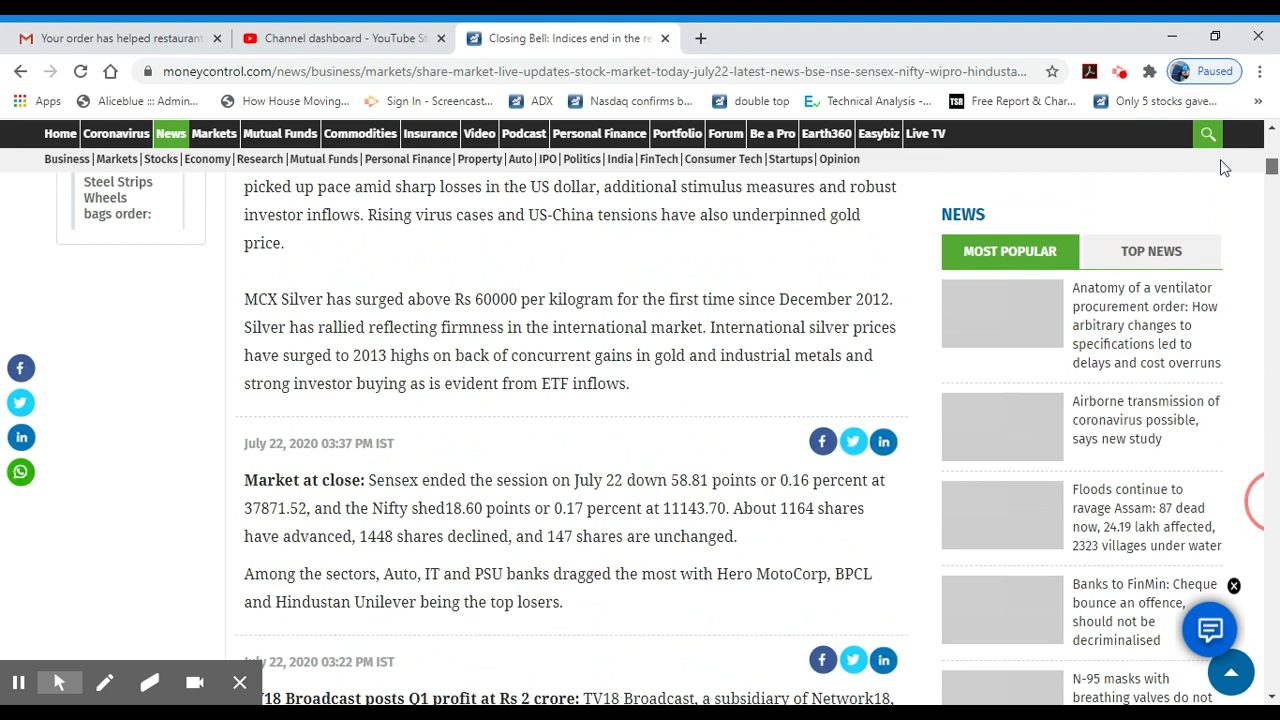 Your order has helped restaurant
Channel dashboard - YouTube St
Closing Bell: Indices end in the re
moneycontrol.com/news/business/markets/share-market-live-updates-stock-market-today-july22-latest-news-bse-nse-sensex-nifty-wipro-hindusta...
Paused
Apps
Aliceblue ::: Admin...
How House Moving...
Sign In - Screencast...
ADX
Nasdaq confirms b...
double top
Technical Analysis -...
TSR
Free Report & Char...
Only 5 stocks gave...
»
Home
Coronavirus
News
Markets
Mutual Funds
Commodities
Insurance
Video
Podcast
Personal Finance
Portfolio
Forum
Be a Pro
Earth360
Easybiz
Live TV
Business | Markets | Stocks | Economy | Research | Mutual Funds | Personal Finance | Property | Auto | IPO | Politics | India | FinTech | Consumer Tech | Startups | Opinion
Steel Strips
Wheels
bags order:
picked up pace amid sharp losses in the US dollar, additional stimulus measures and robust
investor inflows. Rising virus cases and US-China tensions have also underpinned gold
price.
MCX Silver has surged above Rs 60000 per kilogram for the first time since December 2012.
Silver has rallied reflecting firmness in the international market. International silver prices
have surged to 2013 highs on back of concurrent gains in gold and industrial metals and
strong investor buying as is evident from ETF inflows.
July 22, 2020 03:37 PM IST
Market at close: Sensex ended the session on July 22 down 58.81 points or 0.16 percent at
37871.52, and the Nifty shed18.60 points or 0.17 percent at 11143.70. About 1164 shares
have advanced, 1448 shares declined, and 147 shares are unchanged.
Among the sectors, Auto, IT and PSU banks dragged the most with Hero MotoCorp, BPCL
and Hindustan Unilever being the top losers.
22, 2020 03:22 PM IST
V18 Broadcast posts Q1 profit at Rs 2 crore: TV18 Broadcast, a subsidiary of Network18,
NEWS
MOST POPULAR
TOP NEWS
Anatomy of a ventilator
procurement order: How
arbitrary changes to
specifications led to
delays and cost overruns
Airborne transmission of
coronavirus possible,
says new study
Floods continue to
ravage Assam: 87 dead
now, 24.19 lakh affected,
2323 villages under water
Banks to FinMin: Cheque
bounce an offence,
should not be
decriminalised
N-95 masks with
breathing valves do not